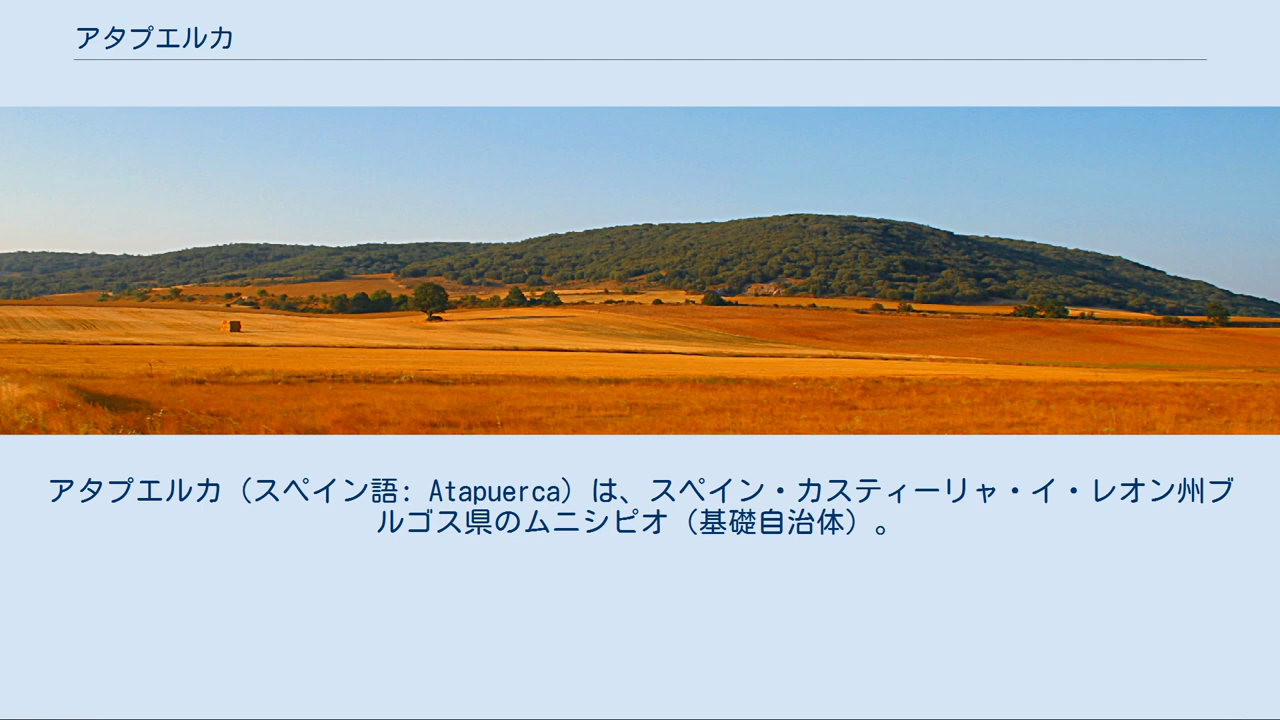 アタプエルカ
アタプエルカ（スペイン語: Atapuerca）は、スペイン・カスティーリャ・イ・レオン州ブ
ルゴス県のムニシピオ（基礎自治体）。